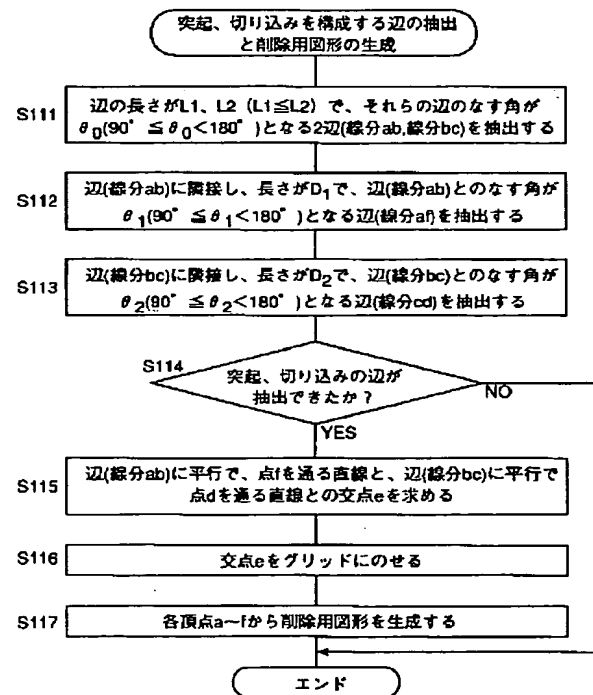 突起、切り込みを構成する辺の抽出
と削除用図形の生成
S111
辺の長さがL1、L2（L1≦L2）で、それらの辺のなす角が
θ0(90°≦θ0<180°)となる2辺(線分ab,線分bc)を抽出する
S112
辺(線分ab)に隣接し、長さがD1で、辺(線分ab)とのなす角が
θ1(90°≦θ1<180°)となる辺(線分af)を抽出する
S113
辺(線分bc)に隣接し、長さがD2で、辺(線分bc)とのなす角が
θ2(90°≦θ2<180°)となる辺(線分cd)を抽出する
S114
突起、切り込みの辺が
抽出できたか？
NO
YES
S115
辺(線分ab)に平行で、点fを通る直線と、辺(線分bc)に平行で
点dを通る直線との交点eを求める
S116
交点eをグリッドにのせる
S117
各頂点a～fから削除用図形を生成する
エンド